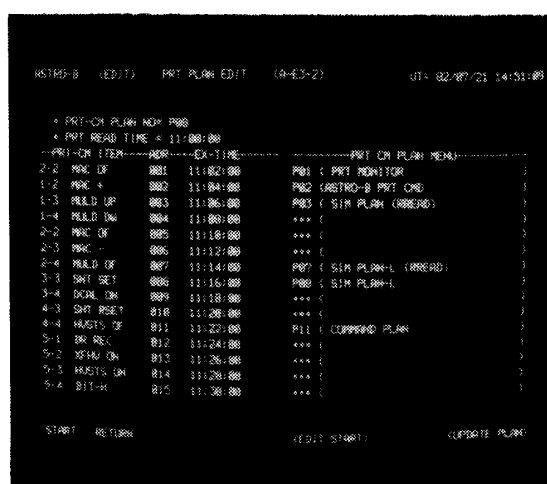 ASTRO-B (EDIT) PRT PLAN EDIT (A-E3-2) UT= 82/07/21 14:51:09
* PRT-CM PLAN NO= P00
* PRT READ TIME = 11:00:00
--PRT-CM ITEM--ADR--EX-TIME-- --PRT CM PLAN MENU--
2-2 MAC OF 001 11:02:00 P01 ( PRT MONITOR )
1-2 MAC + 002 11:04:00 P02 (ASTRO-B PRT CMD )
1-3 MULD UP 003 11:06:00 P03 ( SIM PLAN (RREAD) )
1-4 MULD DW 004 11:08:00 *** ( )
2-2 MAC OF 005 11:10:00 *** ( )
2-3 MAC - 006 11:12:00 *** ( )
2-4 MULD OF 007 11:14:00 P07 ( SIM PLAN-L (RREAD) )
3-3 SHT SET 008 11:16:00 P08 ( SIM PLAN-L )
3-4 DCAL ON 009 11:18:00 *** ( )
4-3 SHT RSET 010 11:20:00 *** ( )
4-4 HVSTS OF 011 11:22:00 P11 ( COMMAND PLAN )
5-1 DR REC 012 11:24:00 *** ( )
5-2 XFHV ON 013 11:26:00 *** ( )
5-3 HVSTS ON 014 11:28:00 *** ( )
5-4 BIT-H 015 11:30:00 *** ( )
START RETURN (EDIT START) (UPDATE PLAN)